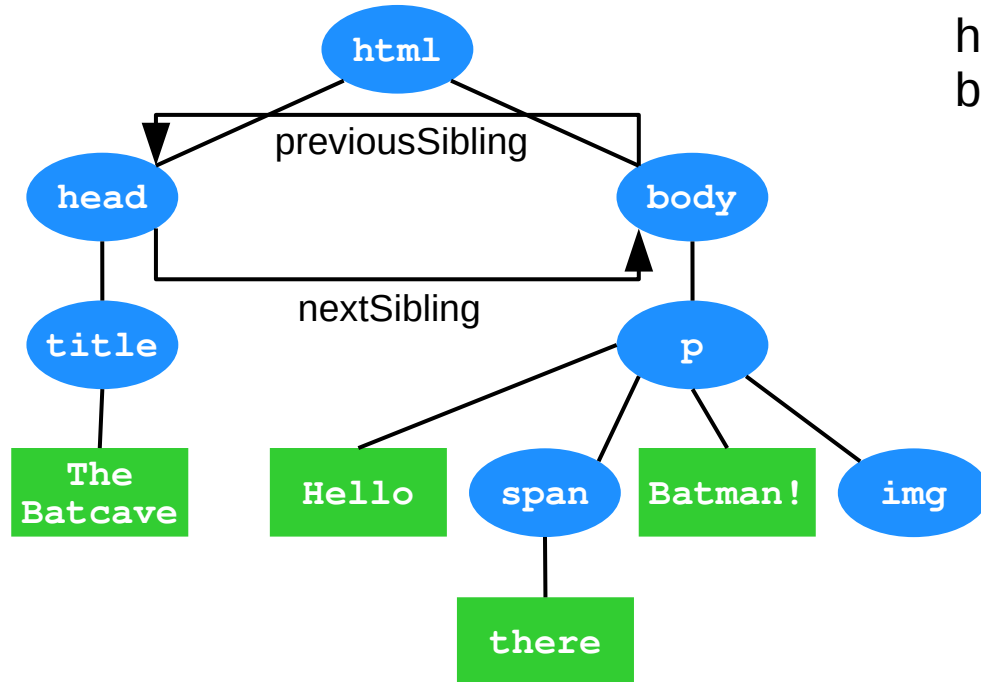 html
h
b
previousSibling
head
body
nextSibling
title
p
The
Batcave
Hello
span
Batman!
img
there